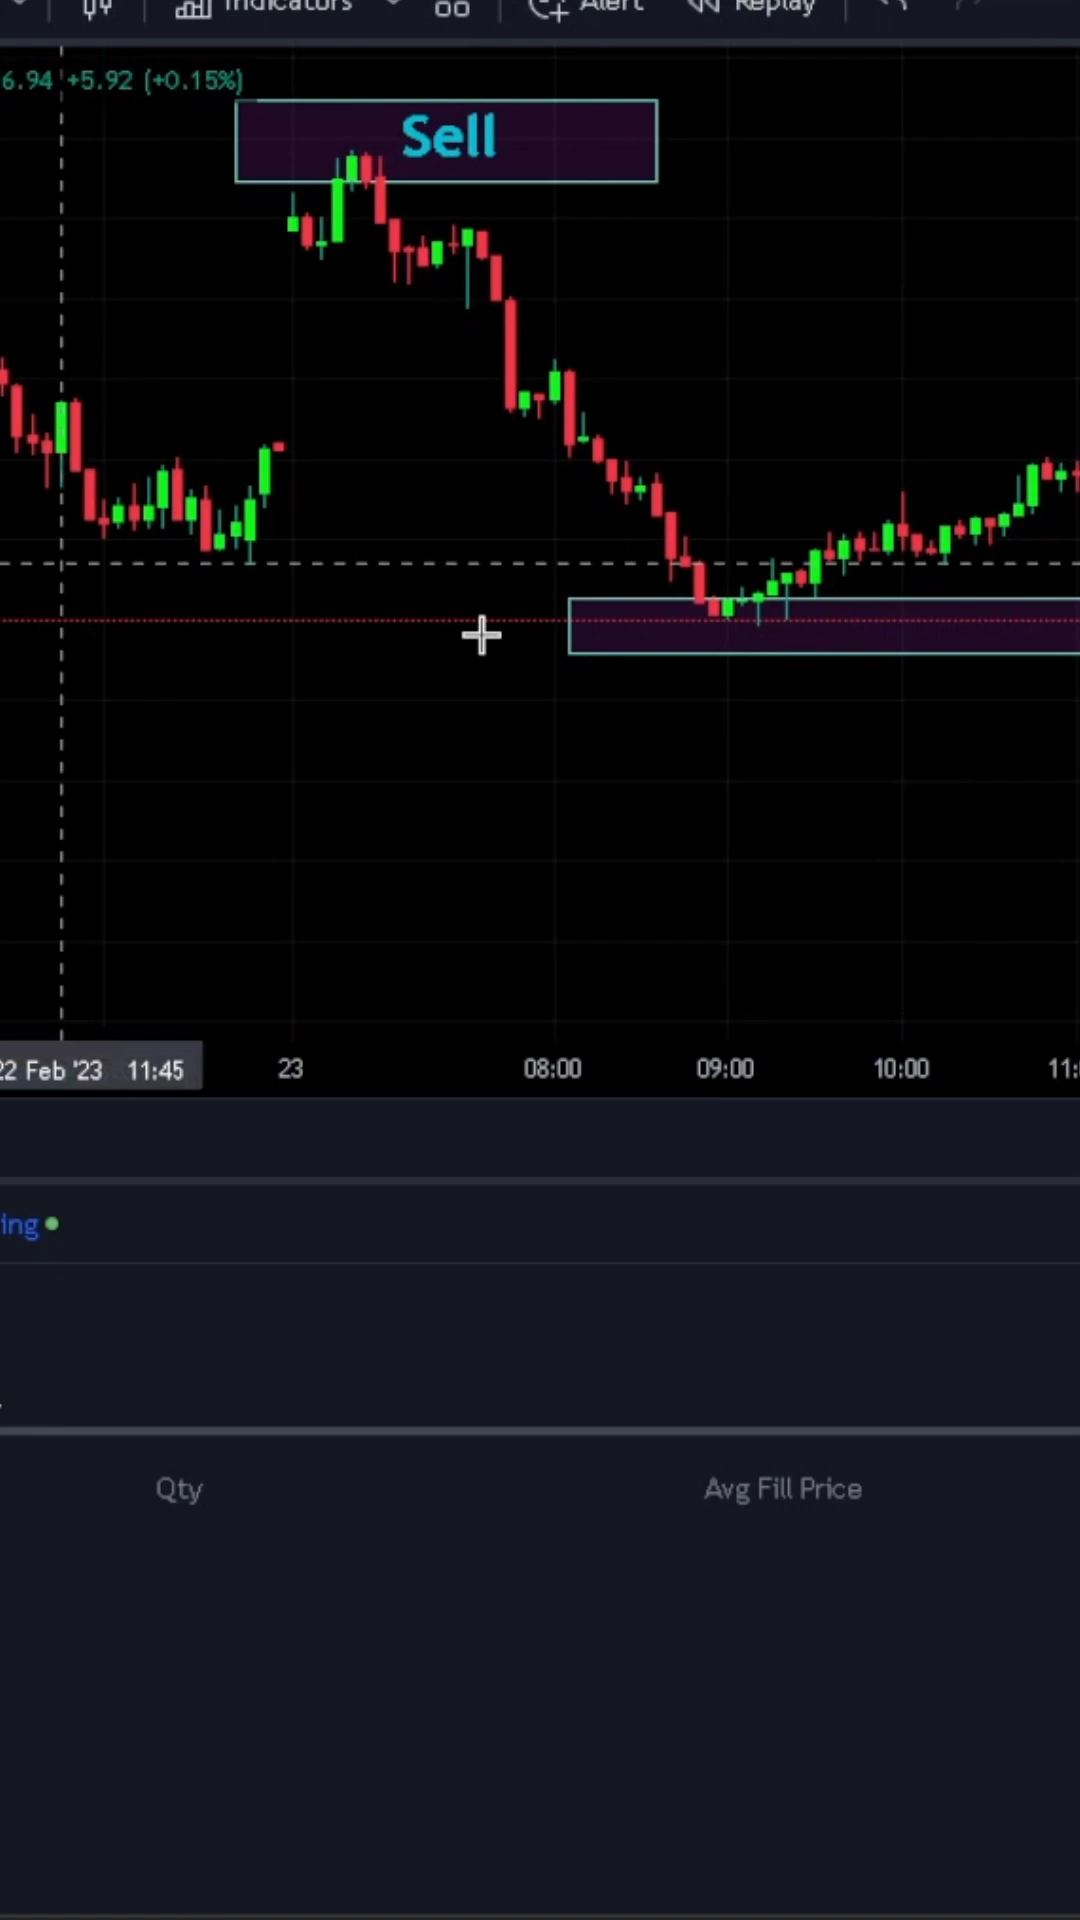 Indicators Alert Replay
6.94 +5.92 (+0.15%)
Sell
22 Feb '23 11:45 23 08:00 09:00 10:00 11:
ing
Qty Avg Fill Price